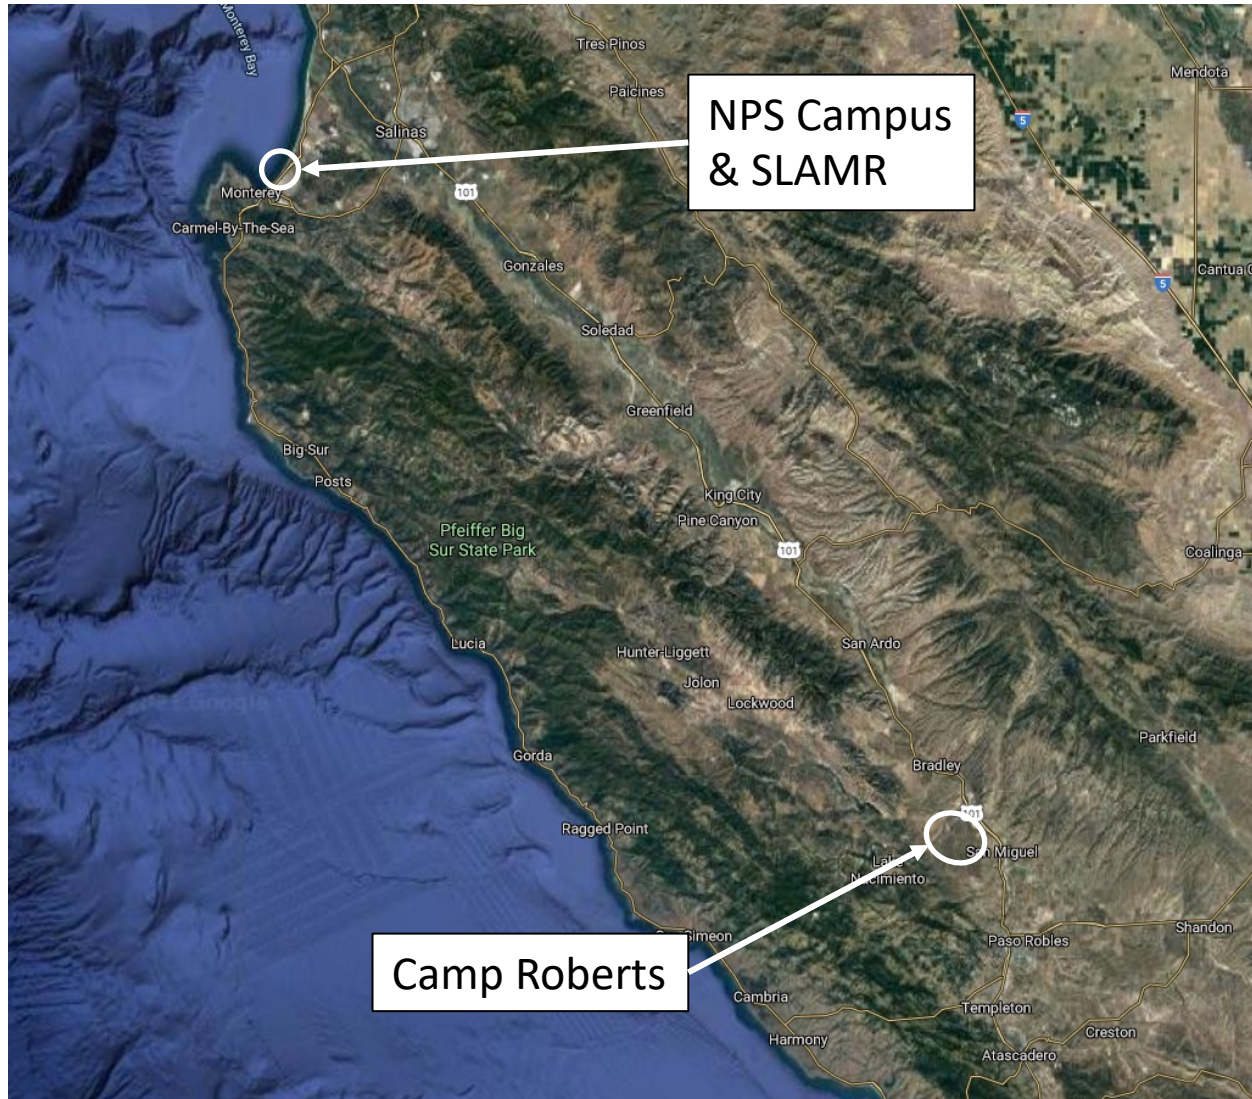 Monterey Bay
Tres Pinos
Mendota
Paicines
NPS Campus
& SLAMR
5
Salinas
Monterey
101
Carmel-By-The-Sea
Gonzales
Cantua
5
Soledad
Greenfield
Big Sur
Posts
King City
Pine Canyon
Pfeiffer Big
Sur State Park
101
Coalinga
Lucia
San Ardo
Hunter-Liggett
Jolon
Lockwood
Parkfield
Gorda
Bradley
101
Ragged Point
San Miguel
Lake
Nacimiento
Shandon
Simeon
Paso Robles
Camp Roberts
Cambria
Templeton
Harmony
Creston
Atascadero